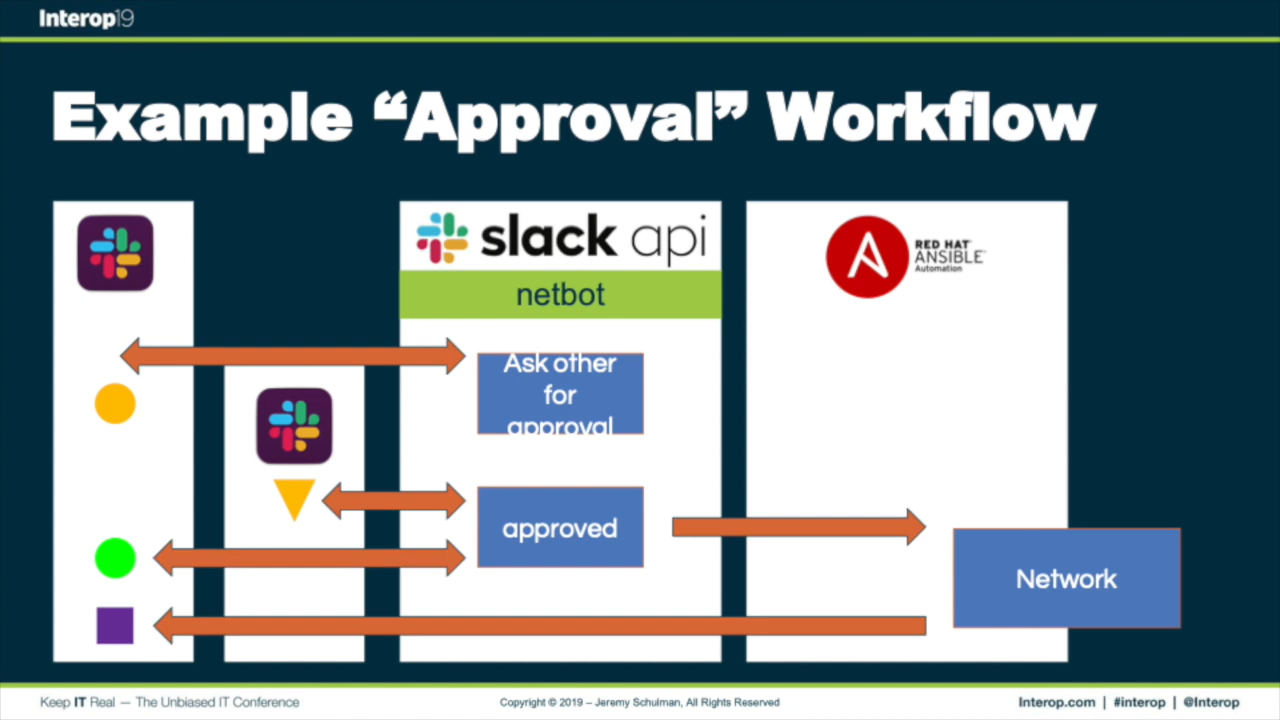 Interop19
Example “Approval” Workflow
slack api
netbot
RED HAT
ANSIBLE
Automation
Ask other
for
approval
approved
Network
Keep IT Real — The Unbiased IT Conference
Copyright © 2019 – Jeremy Schulman, All Rights Reserved
Interop.com | #interop | @Interop